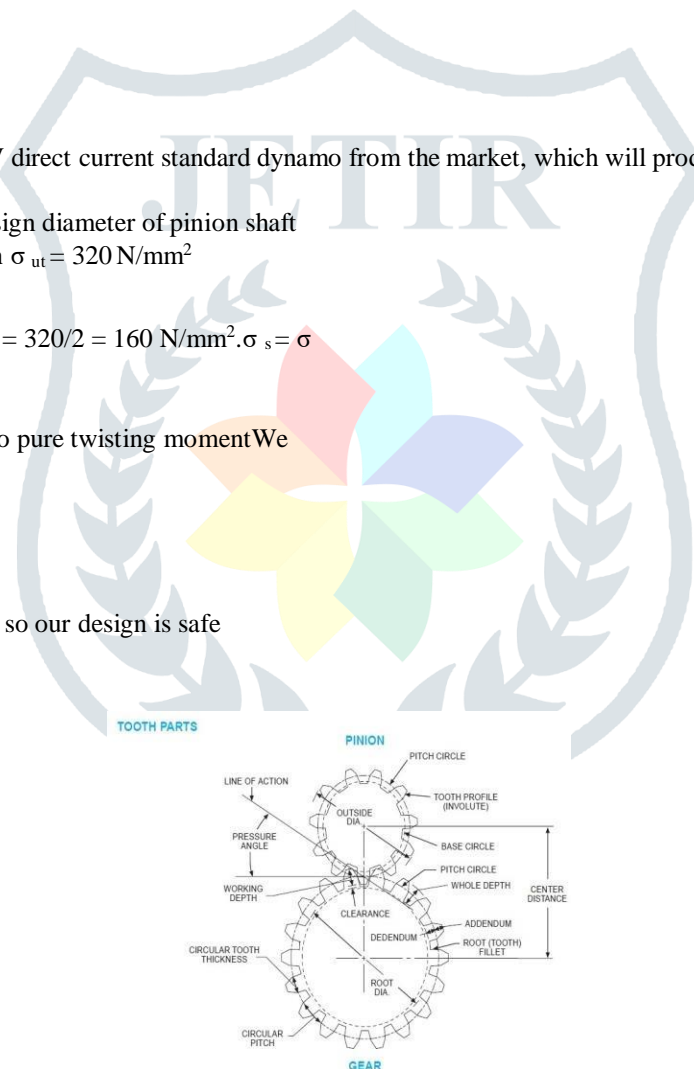 JETIR
direct current standard dynamo from the market, which will
sign diameter of pinion shaft
σ ut = 320 N/mm²
= 320/2 = 160 N/mm².σ s = σ
pure twisting momentWe
so our design is safe
TOOTH PARTS
PINION
PITCH CIRCLE
LINE OF ACTION
TOOTH PROFILE
(INVOLUTE)
OUTSIDE
DIA.
PRESSURE
ANGLE
BASE CIRCLE
PITCH CIRCLE
WORKING
DEPTH
WHOLE DEPTH
CENTER
DISTANCE
CLEARANCE
ADDENDUM
DEDENDUM
ROOT (TOOTH)
FILLET
CIRCULAR TOOTH
THICKNESS
ROOT
DIA.
CIRCULAR
PITCH
GEAR